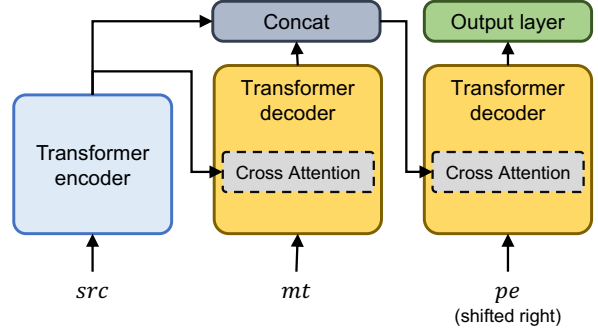 Concat
Output layer
Transformer
encoder
Transformer
decoder
Cross Attention
Transformer
decoder
Cross Attention
src
mt
pe
(shifted right)